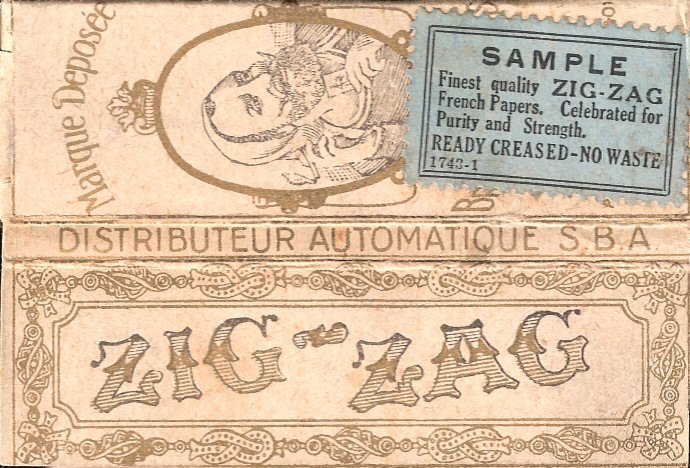 Marque Deposée
SAMPLE
Finest quality ZIG-ZAG
French Papers. Celebrated for
Purity and Strength.
READY CREASED-NO WASTE
1743-1
DISTRIBUTEUR AUTOMATIQUE S.B.A.
ZIG-ZAG